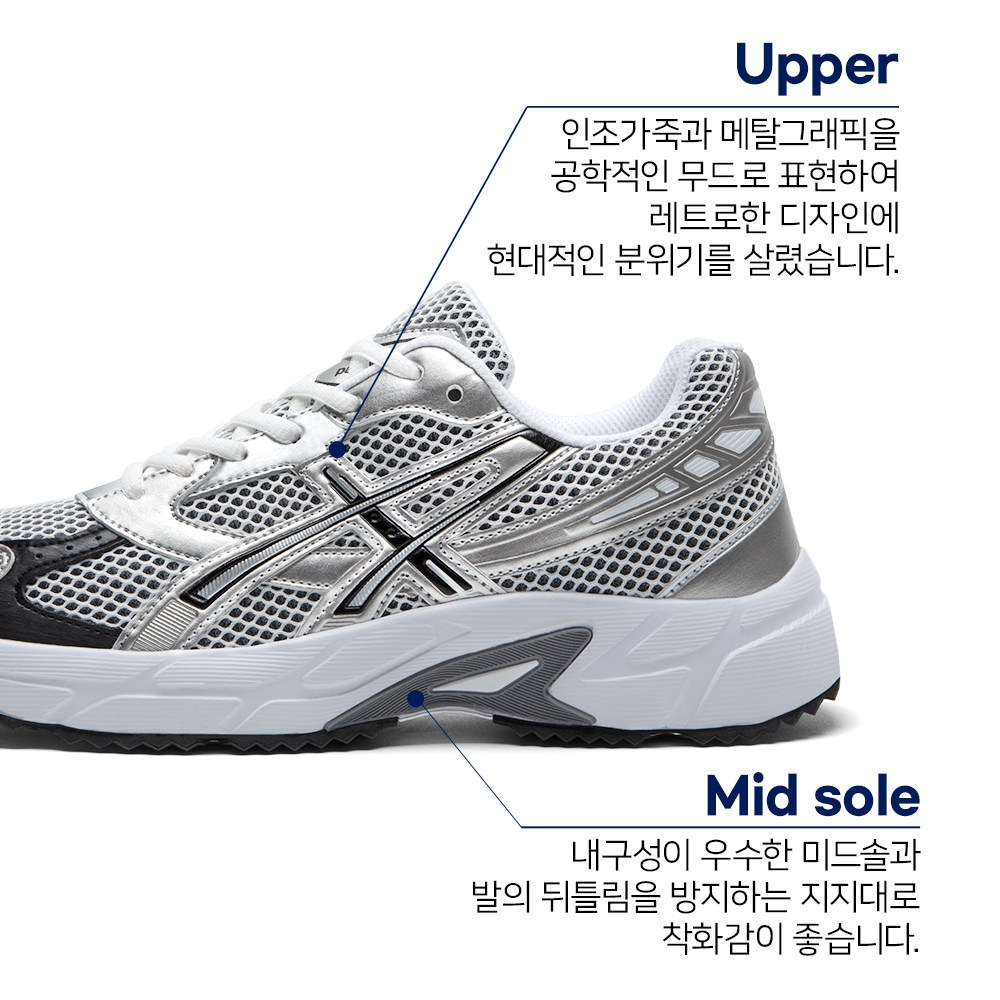 Upper
인조가죽과 메탈그래픽을
공학적인 무드로 표현하여
레트로한 디자인에
현대적인 분위기를 살렸습니다.
Mid sole
내구성이 우수한 미드솔과
발의 뒤틀림을 방지하는 지지대로
착화감이 좋습니다.